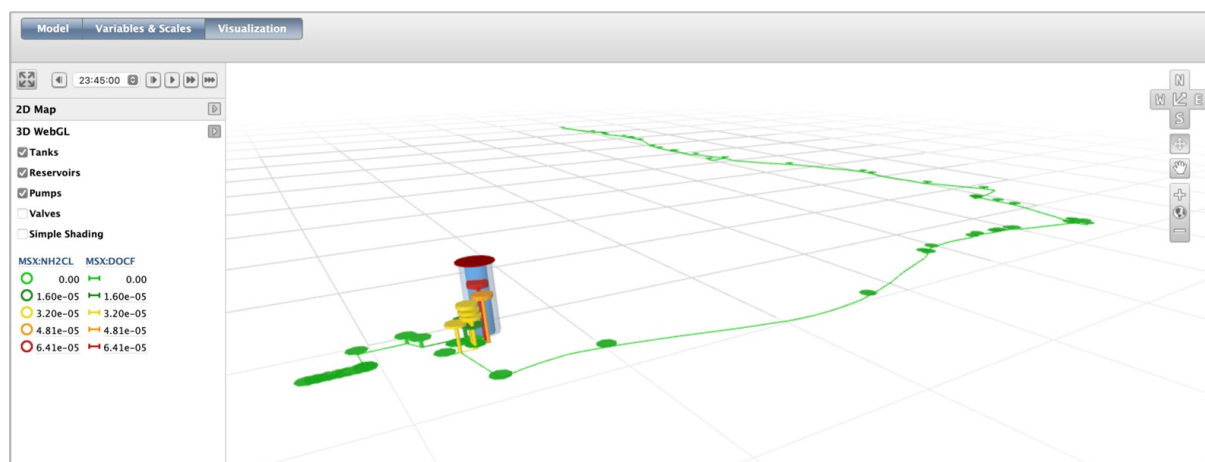 Model Variables & Scales Visualization
23:45:00
2D Map
3D WebGL
Tanks
Reservoirs
Pumps
Valves
Simple Shading
MSX:NH2CL MSX:DOCF
0.00 0.00
1.60e-05 1.60e-05
3.20e-05 3.20e-05
4.81e-05 4.81e-05
6.41e-05 6.41e-05
N
W E
S